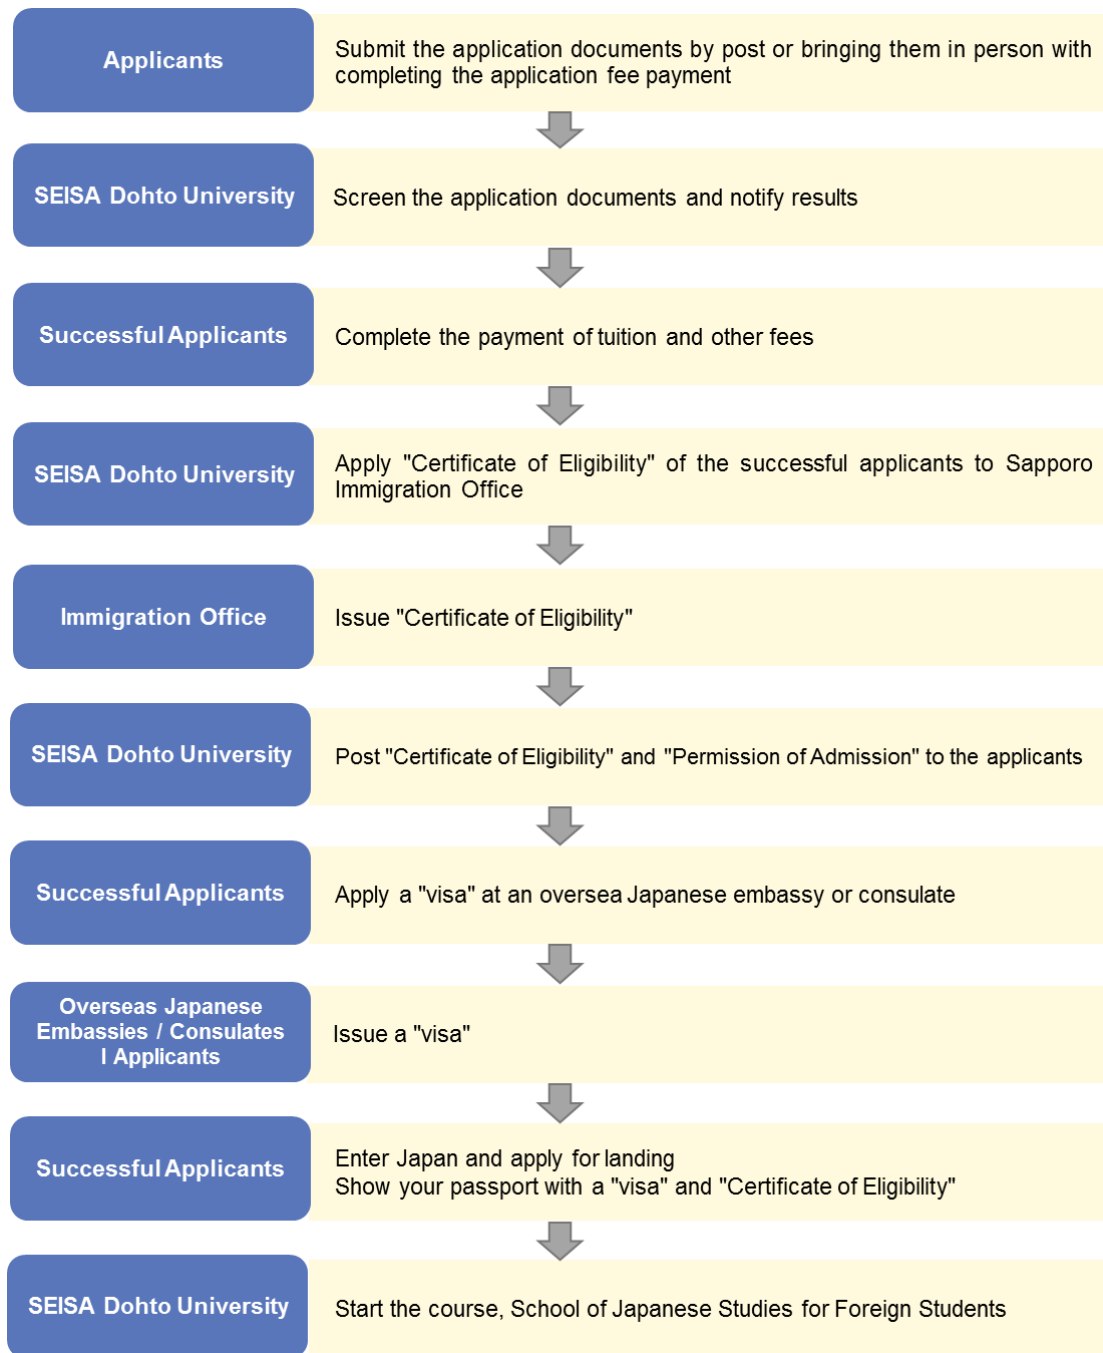 Applicants
Submit the application documents by post or bringing them in person with
completing the application fee payment
SEISA Dohto University
Screen the application documents and notify results
Successful Applicants
Complete the payment of tuition and other fees
SEISA Dohto University
Apply "Certificate of Eligibility" of the successful applicants to Sapporo
Immigration Office
Immigration Office
Issue "Certificate of Eligibility"
SEISA Dohto University
Post "Certificate of Eligibility" and "Permission of Admission" to the applicants
Successful Applicants
Apply a "visa" at an oversea Japanese embassy or consulate
Overseas Japanese
Embassies / Consulates
l Applicants
Issue a "visa"
Successful Applicants
Enter Japan and apply for landing
Show your passport with a "visa" and "Certificate of Eligibility"
SEISA Dohto University
Start the course, School of Japanese Studies for Foreign Students